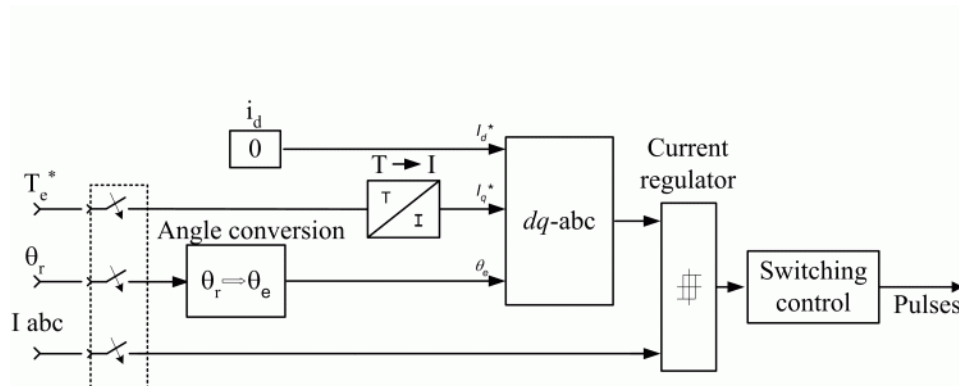 i_d
0
I_d*
T → I
T
I
I_q*
Current
regulator
T_e*
Angle conversion
dq-abc
θ_r
θ_r ⇒ θ_e
θ_e
Switching
control
Pulses
I abc